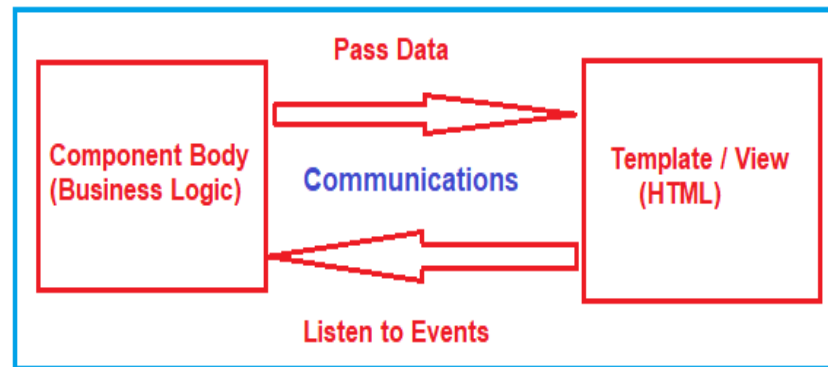 Pass Data
Component Body
(Business Logic)
Communications
Template / View
(HTML)
Listen to Events